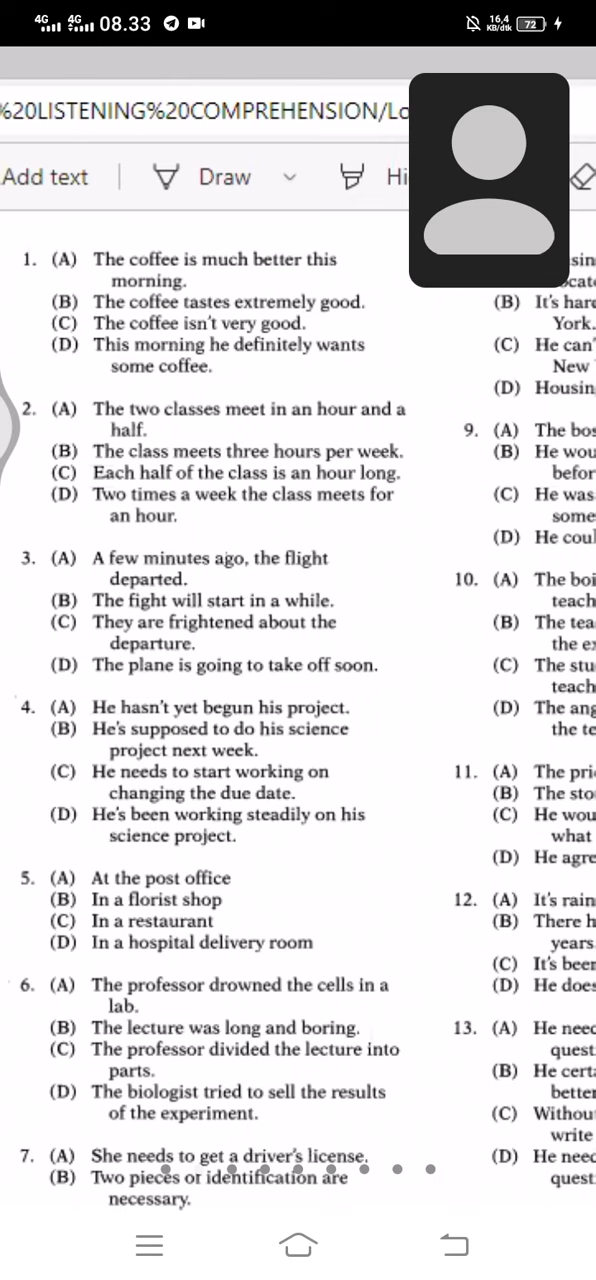 4G 4G 08.33 16,4 KB/dtk 72
%20LISTENING%20COMPREHENSION/Lo
Add text Draw Hi
1. (A) The coffee is much better this
morning.
(B) The coffee tastes extremely good.
(C) The coffee isn't very good.
(D) This morning he definitely wants
some coffee.
2. (A) The two classes meet in an hour and a
half.
(B) The class meets three hours per week.
(C) Each half of the class is an hour long.
(D) Two times a week the class meets for
an hour.
3. (A) A few minutes ago, the flight
departed.
(B) The fight will start in a while.
(C) They are frightened about the
departure.
(D) The plane is going to take off soon.
4. (A) He hasn't yet begun his project.
(B) He's supposed to do his science
project next week.
(C) He needs to start working on
changing the due date.
(D) He's been working steadily on his
science project.
5. (A) At the post office
(B) In a florist shop
(C) In a restaurant
(D) In a hospital delivery room
6. (A) The professor drowned the cells in a
lab.
(B) The lecture was long and boring.
(C) The professor divided the lecture into
parts.
(D) The biologist tried to sell the results
of the experiment.
7. (A) She needs to get a driver's license.
(B) Two pieces of identification are
necessary.
(B) It's hard
York.
(C) He can'
New
(D) Housin
9. (A) The bos
(B) He wou
befor
(C) He was
some
(D) He coul
10. (A) The boi
teach
(B) The tea
the ex
(C) The stu
teach
(D) The ang
the te
11. (A) The pri
(B) The sto
(C) He wou
what
(D) He agre
12. (A) It's rain
(B) There h
years
(C) It's been
(D) He does
13. (A) He need
quest
(B) He certa
better
(C) Without
write
(D) He need
quest